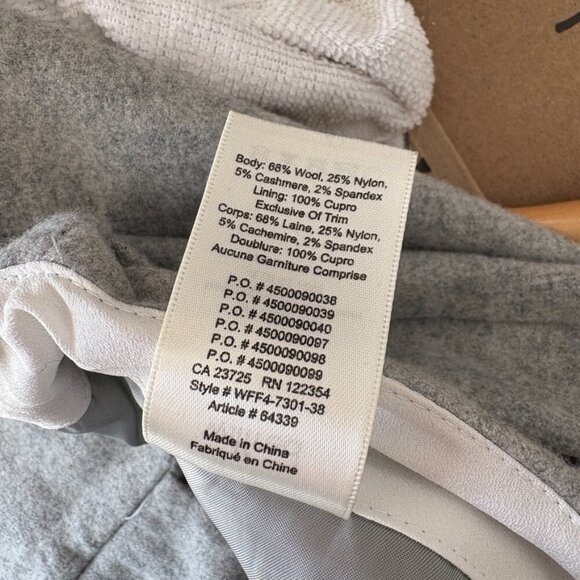 Body: 68% Wool, 25% Nylon,
5% Cashmere, 2% Spandex
Lining: 100% Cupro
Exclusive Of Trim
Corps: 68% Laine, 25% Nylon,
5% Cachemire, 2% Spandex
Doublure: 100% Cupro
Aucune Garniture Comprise
P.O. # 4500090038
P.O. # 4500090039
P.O. # 4500090040
P.O. # 4500090097
P.O. # 4500090098
P.O. # 4500090099
CA 23725 RN 122354
Style # WFF4-7301-38
Article # 64339
Made in China
Fabriqué en Chine